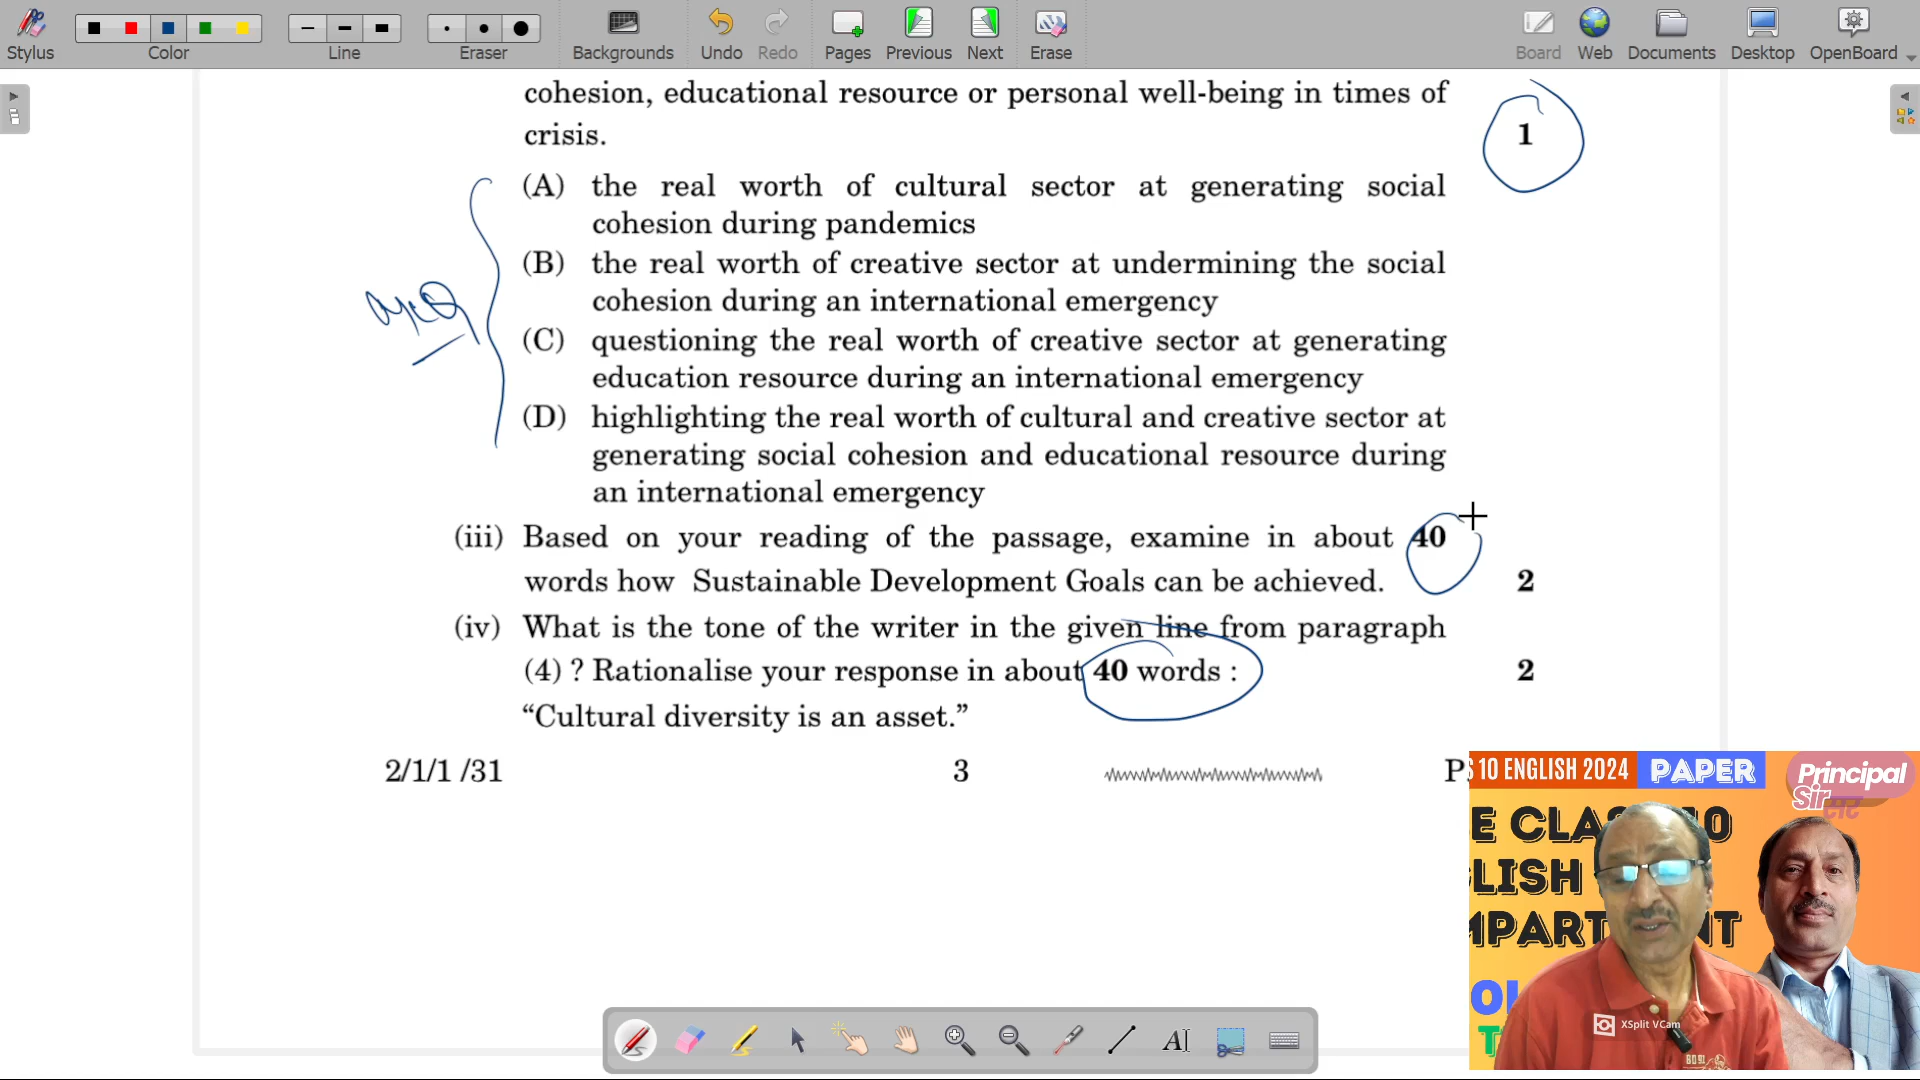 Stylus
Color
Line
Eraser
Backgrounds
Undo
Redo
Pages
Previous
Next
Erase
Board
Web
Documents
Desktop
OpenBoard
cohesion, educational resource or personal well-being in times of
crisis. 1
(A) the real worth of cultural sector at generating social
cohesion during pandemics
(B) the real worth of creative sector at undermining the social
cohesion during an international emergency
MCQ
(C) questioning the real worth of creative sector at generating
education resource during an international emergency
(D) highlighting the real worth of cultural and creative sector at
generating social cohesion and educational resource during
an international emergency
(iii) Based on your reading of the passage, examine in about 40
words how Sustainable Development Goals can be achieved. 2
(iv) What is the tone of the writer in the given line from paragraph
(4) ? Rationalise your response in about 40 words : 2
“Cultural diversity is an asset.”
2/1/1 /31 3 P
S 10 ENGLISH 2024 PAPER
Principal
Sir
CTC
E CLA 10
LISH
MPART NT
T
XSplit VCam
AI